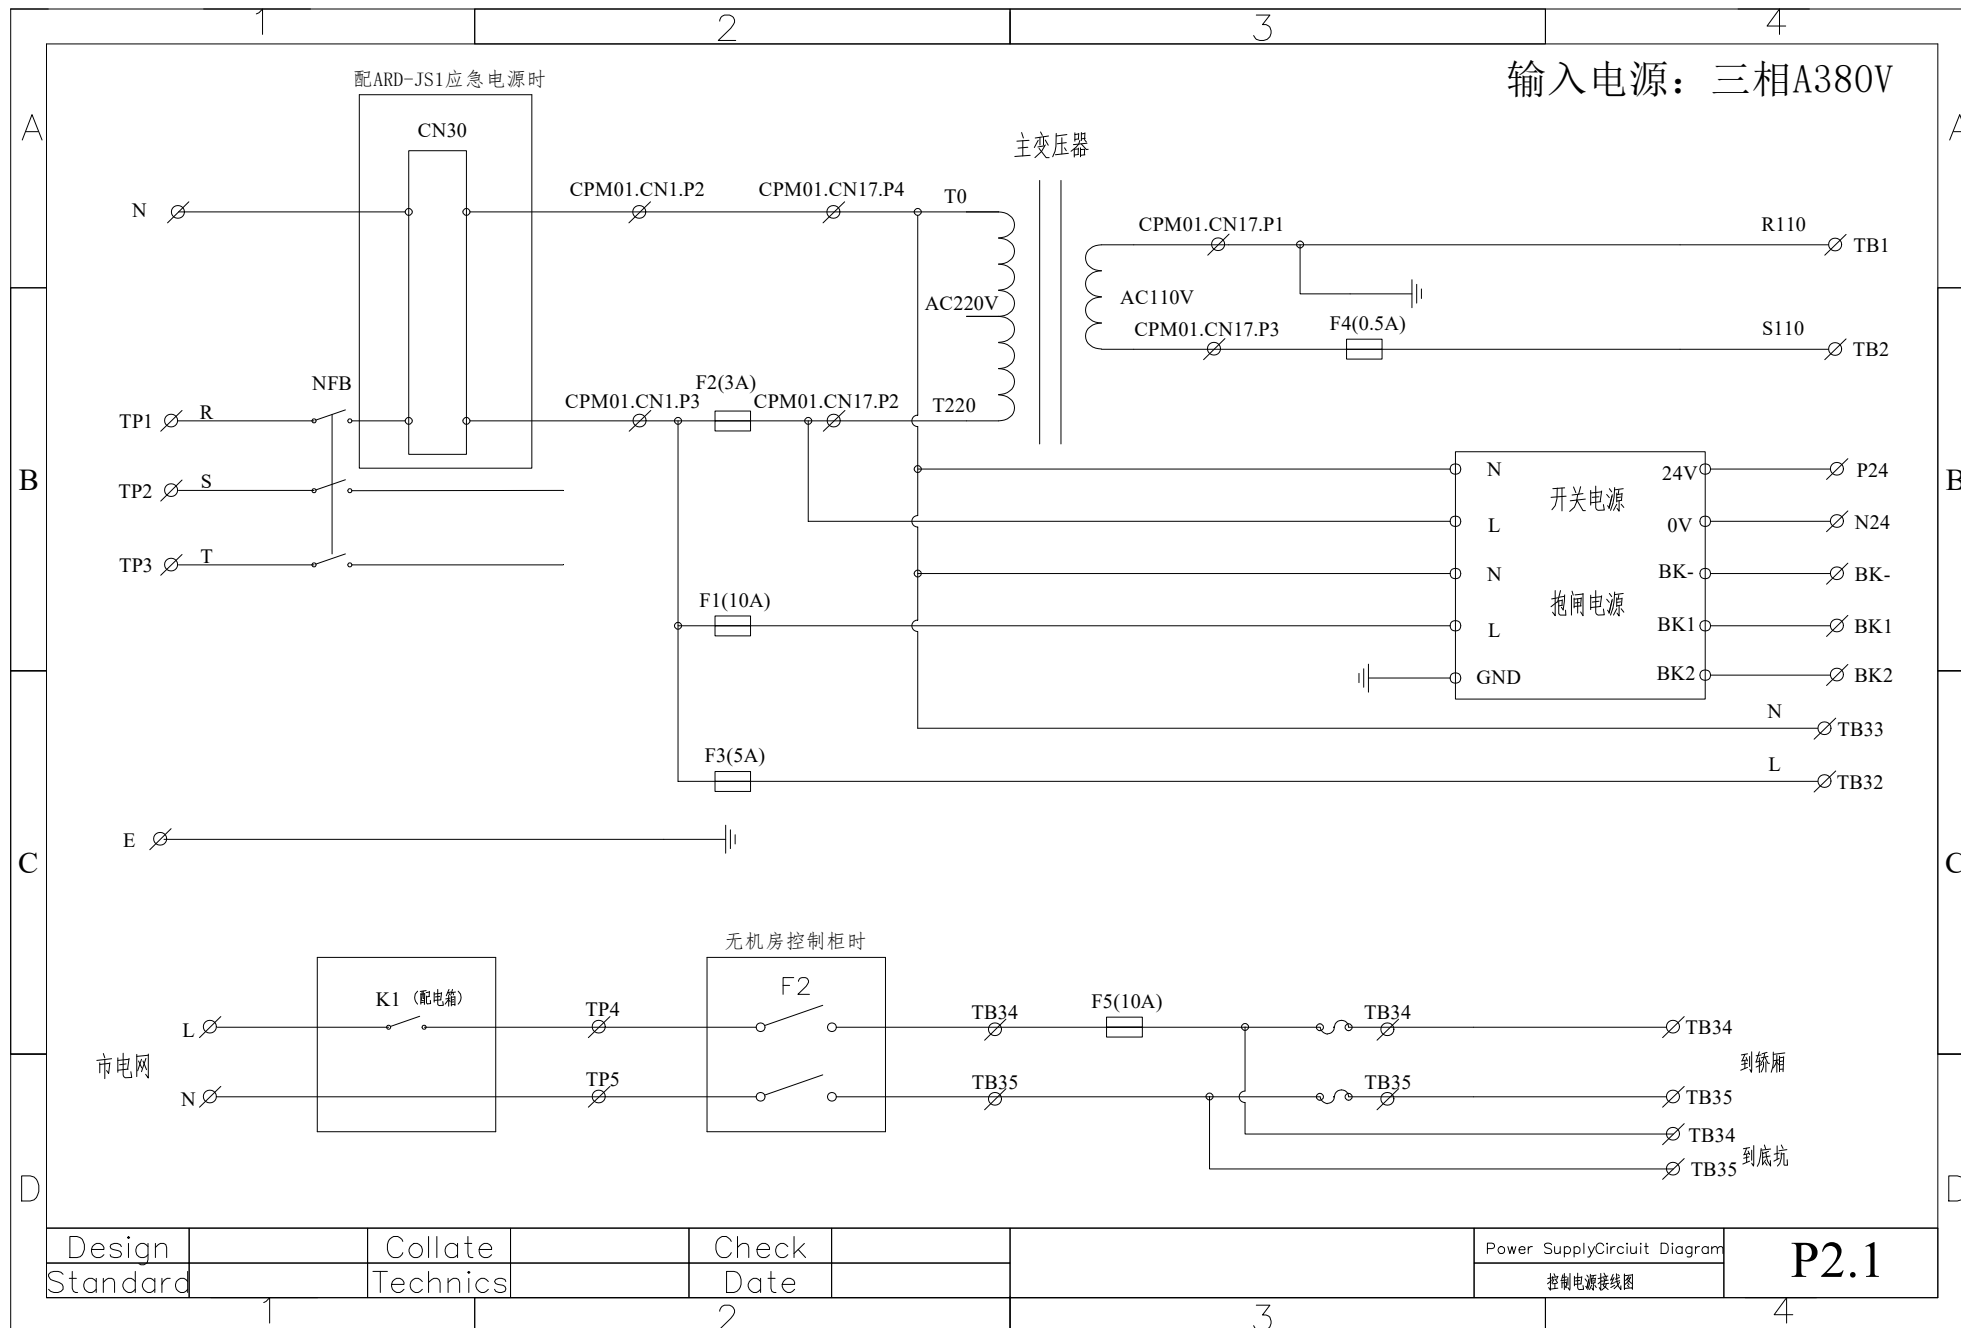 1 2 3 4
输入电源：三相A380V
配ARD-JS1应急电源时
A A
CN30
主变压器
N CPM01.CN1.P2 CPM01.CN17.P4 T0
CPM01.CN17.P1 R110 TB1
AC220V AC110V
CPM01.CN17.P3 F4(0.5A) S110 TB2
NFB F2(3A)
TP1 R CPM01.CN1.P3 CPM01.CN17.P2 T220
B B
TP2 S
N 24V P24
开关电源
L 0V N24
TP3 T
N BK- BK-
F1(10A) 抱闸电源
L BK1 BK1
GND BK2 BK2
N TB33
F3(5A) L TB32
E
C C
无机房控制柜时
K1（配电箱） F2
L TP4 TB34 F5(10A) TB34 TB34
市电网 到轿厢
N TP5 TB35 TB35 TB35
TB34
到底坑
TB35
D D
Design Collate Check Power SupplyCirciuit Diagram P2.1
Standard Technics Date 控制电源接线图
1 2 3 4